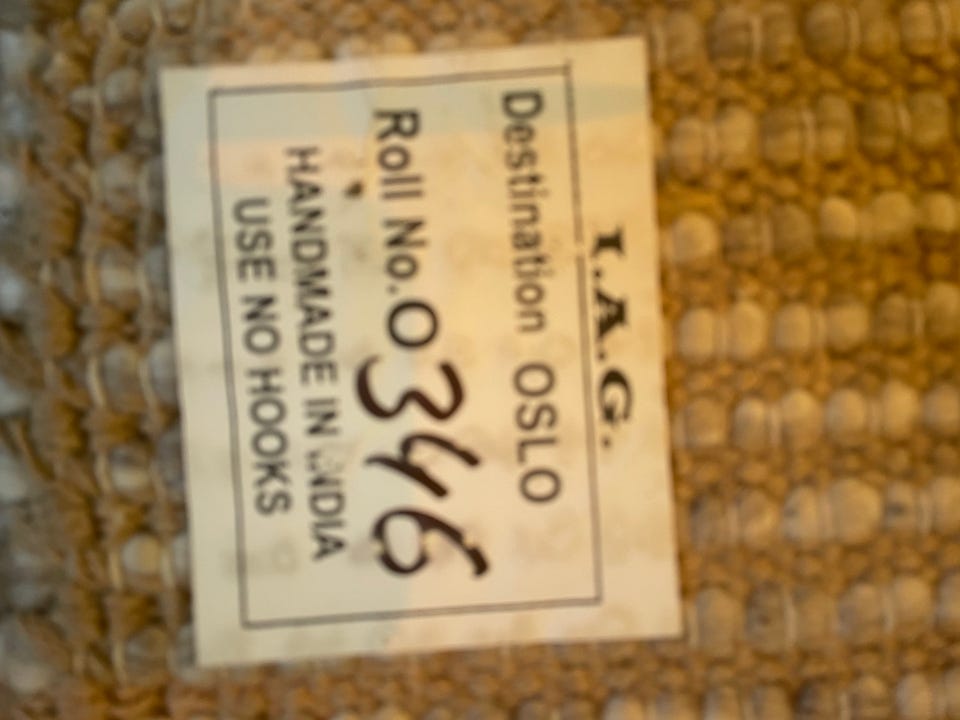 I.A.G.
Destination OSLO
Roll No. 0346
HANDMADE IN INDIA
USE NO HOOKS